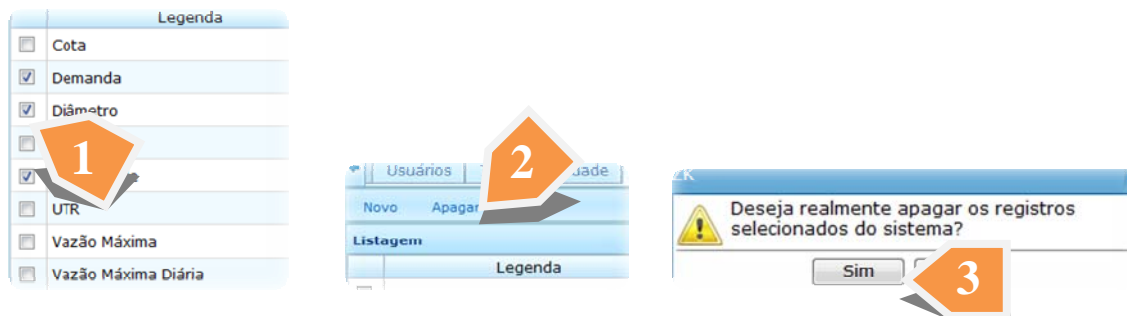 Legenda
Cota
Demanda
Diâmetro
1
UTR
Vazão Máxima
Vazão Máxima Diária
2
Usuários
Novo Apagar
Listagem
Legenda
Deseja realmente apagar os registros
selecionados do sistema?
Sim
3